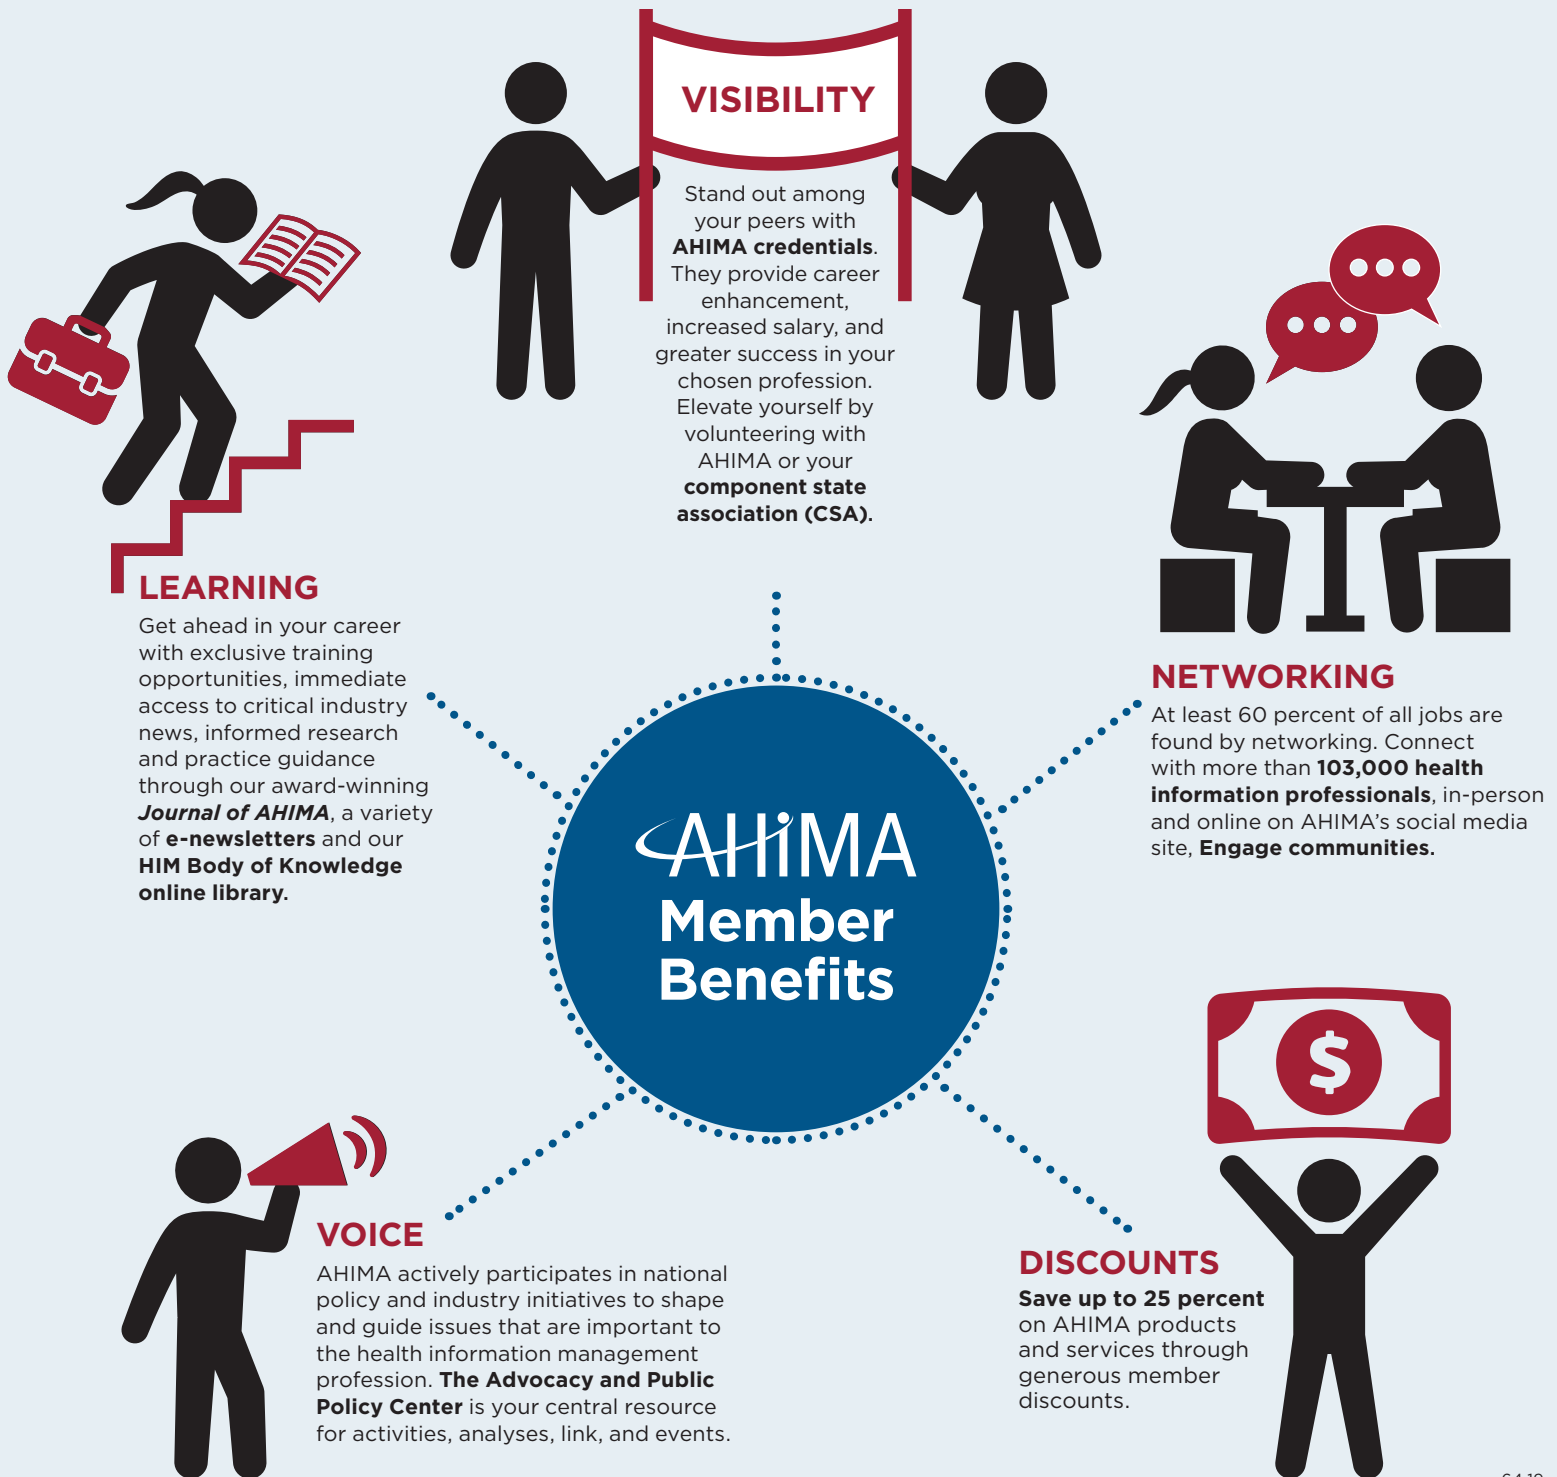 VISIBILITY
Stand out among
your peers with
AHIMA credentials.
They provide career
enhancement,
increased salary, and
greater success in your
chosen profession.
Elevate yourself by
volunteering with
AHIMA or your
component state
association (CSA).
LEARNING
Get ahead in your career
with exclusive training
opportunities, immediate
access to critical industry
news, informed research
and practice guidance
through our award-winning
Journal of AHIMA, a variety
of e-newsletters and our
HIM Body of Knowledge
online library.
NETWORKING
At least 60 percent of all jobs are
found by networking. Connect
with more than 103,000 health
information professionals, in-person
and online on AHIMA’s social media
site, Engage communities.
AHIMA
Member
Benefits
$
VOICE
AHIMA actively participates in national
policy and industry initiatives to shape
and guide issues that are important to
the health information management
profession. The Advocacy and Public
Policy Center is your central resource
for activities, analyses, link, and events.
DISCOUNTS
Save up to 25 percent
on AHIMA products
and services through
generous member
discounts.